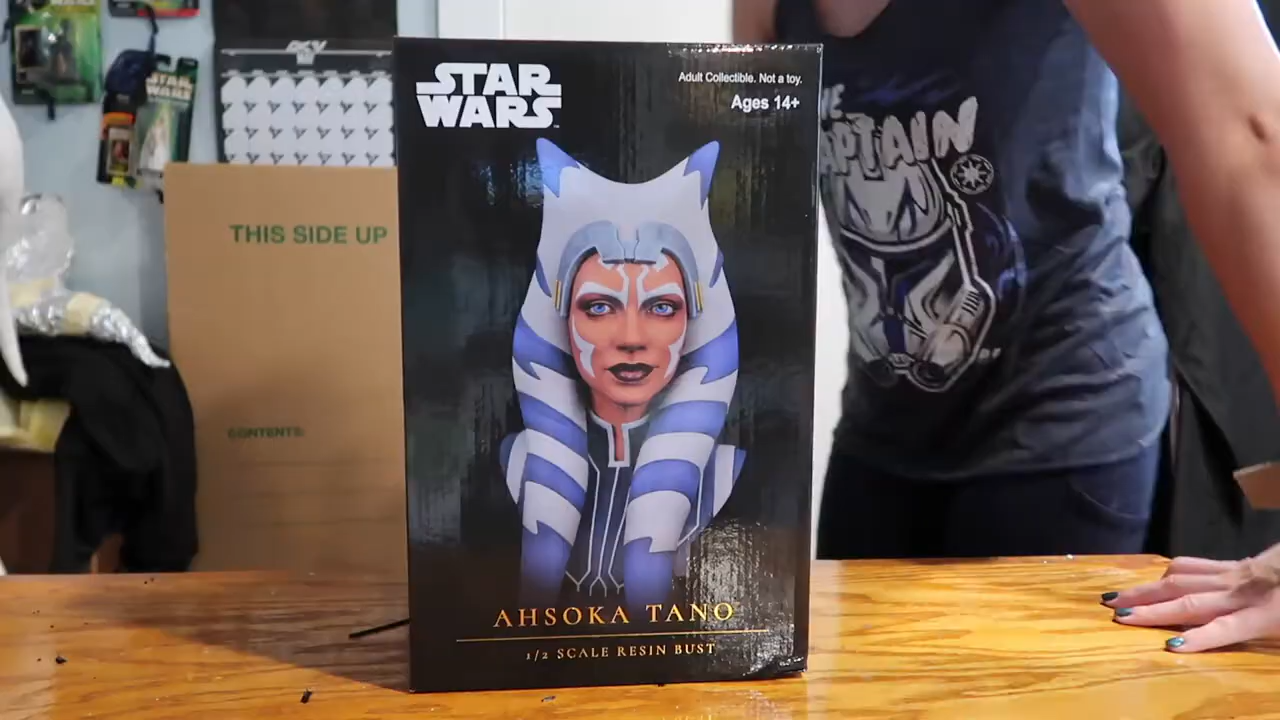 STAR
WARS
Adult Collectible. Not a toy.
Ages 14+
AHSOKA TANO
1/2 SCALE RESIN BUST
THIS SIDE UP
CONTENTS:
CAPTAIN
STAR
WARS